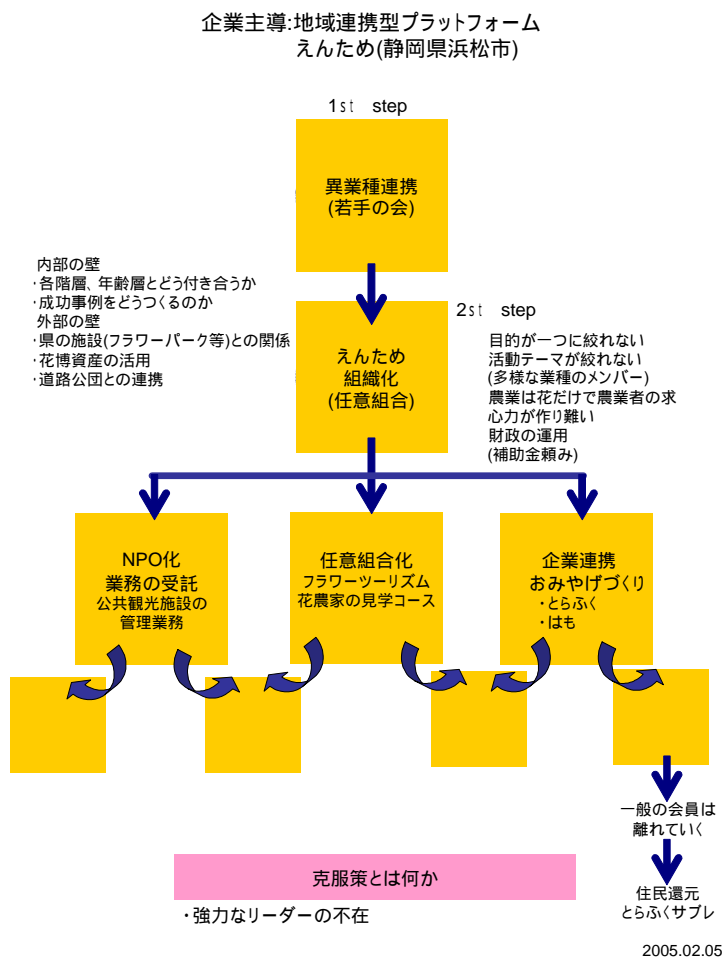 企業主導:地域連携型プラットフォーム
えんため(静岡県浜松市)
1st step
異業種連携
(若手の会)
内部の壁
・各階層、年齢層とどう付き合うか
・成功事例をどうつくるのか
外部の壁
・県の施設(フラワーパーク等)との関係
・花博資産の活用
・道路公団との連携
えんため
組織化
(任意組合)
2st step
目的が一つに絞れない
活動テーマが絞れない
(多様な業種のメンバー)
農業は花だけで農業者の求
心力が作り難い
財政の運用
(補助金頼み)
NPO化
業務の受託
公共観光施設の
管理業務
任意組合化
フラワーツーリズム
花農家の見学コース
企業連携
おみやげづくり
・とらふく
・はも
一般の会員は
離れていく
住民還元
とらふくサブレ
克服策とは何か
・強力なリーダーの不在
2005.02.05